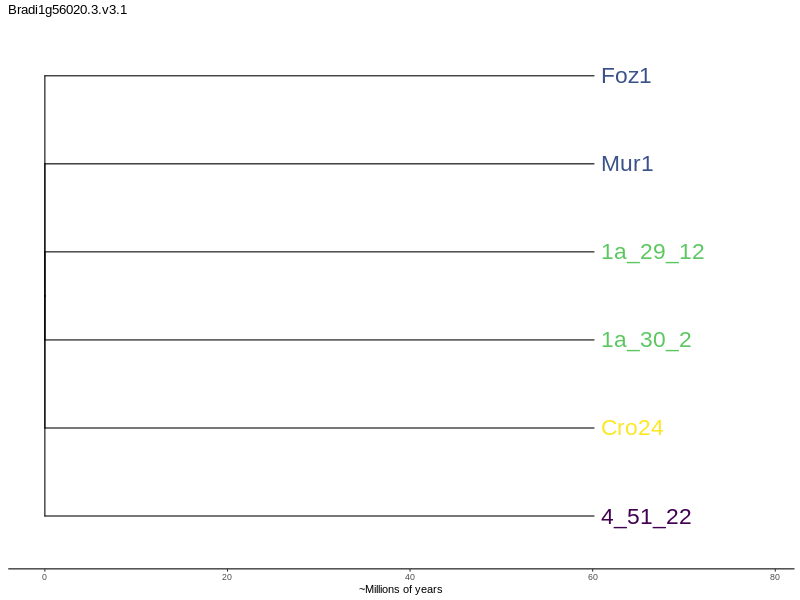 Bradi1g56020.3.v3.1
Foz1
Mur1
1a_29_12
1a_30_2
Cro24
4_51_22
0 20 40 60 80
~Millions of years